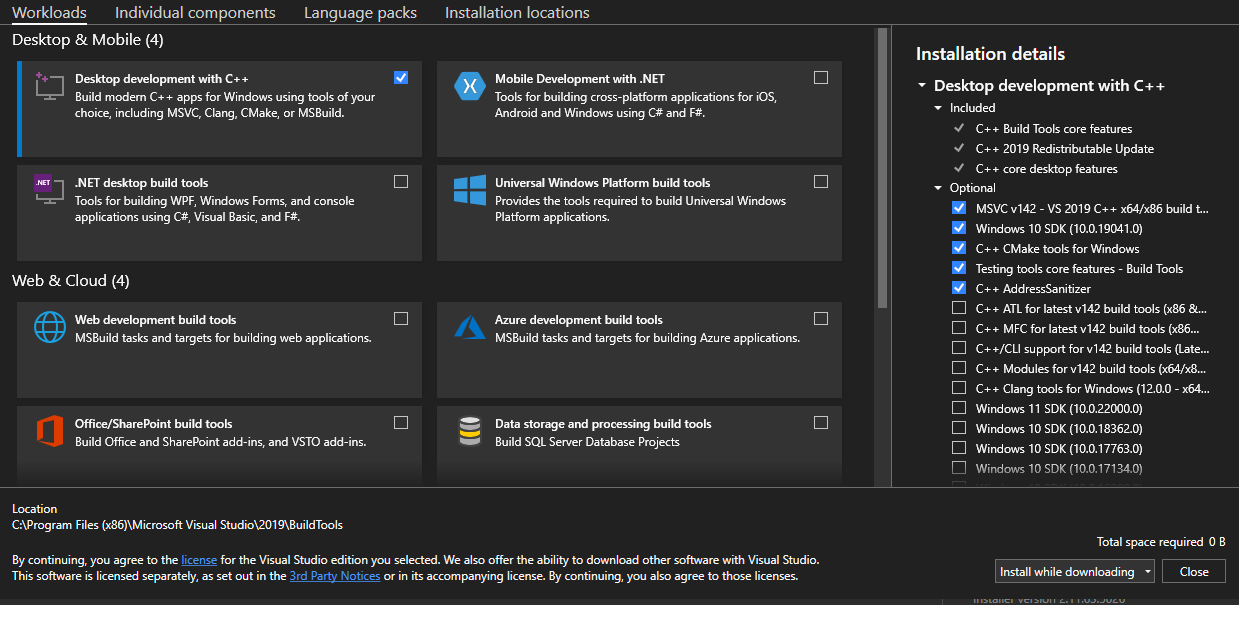 Workloads Individual components Language packs Installation locations
Desktop & Mobile (4)
Desktop development with C++
Build modern C++ apps for Windows using tools of your
choice, including MSVC, Clang, CMake, or MSBuild.
Mobile Development with .NET
Tools for building cross-platform applications for iOS,
Android and Windows using C# and F#.
.NET
.NET desktop build tools
Tools for building WPF, Windows Forms, and console
applications using C#, Visual Basic, and F#.
Universal Windows Platform build tools
Provides the tools required to build Universal Windows
Platform applications.
Web & Cloud (4)
Web development build tools
MSBuild tasks and targets for building web applications.
Azure development build tools
MSBuild tasks and targets for building Azure applications.
Office/SharePoint build tools
Build Office and SharePoint add-ins, and VSTO add-ins.
Data storage and processing build tools
Build SQL Server Database Projects
Installation details
Desktop development with C++
Included
C++ Build Tools core features
C++ 2019 Redistributable Update
C++ core desktop features
Optional
MSVC v142 - VS 2019 C++ x64/x86 build t...
Windows 10 SDK (10.0.19041.0)
C++ CMake tools for Windows
Testing tools core features - Build Tools
C++ AddressSanitizer
C++ ATL for latest v142 build tools (x86 &...
C++ MFC for latest v142 build tools (x86...
C++/CLI support for v142 build tools (Late...
C++ Modules for v142 build tools (x64/x8...
C++ Clang tools for Windows (12.0.0 - x64...
Windows 11 SDK (10.0.22000.0)
Windows 10 SDK (10.0.18362.0)
Windows 10 SDK (10.0.17763.0)
Windows 10 SDK (10.0.17134.0)
Location
C:\Program Files (x86)\Microsoft Visual Studio\2019\BuildTools
By continuing, you agree to the license for the Visual Studio edition you selected. We also offer the ability to download other software with Visual Studio.
This software is licensed separately, as set out in the 3rd Party Notices or in its accompanying license. By continuing, you also agree to those licenses.
Total space required 0 B
Install while downloading
Close